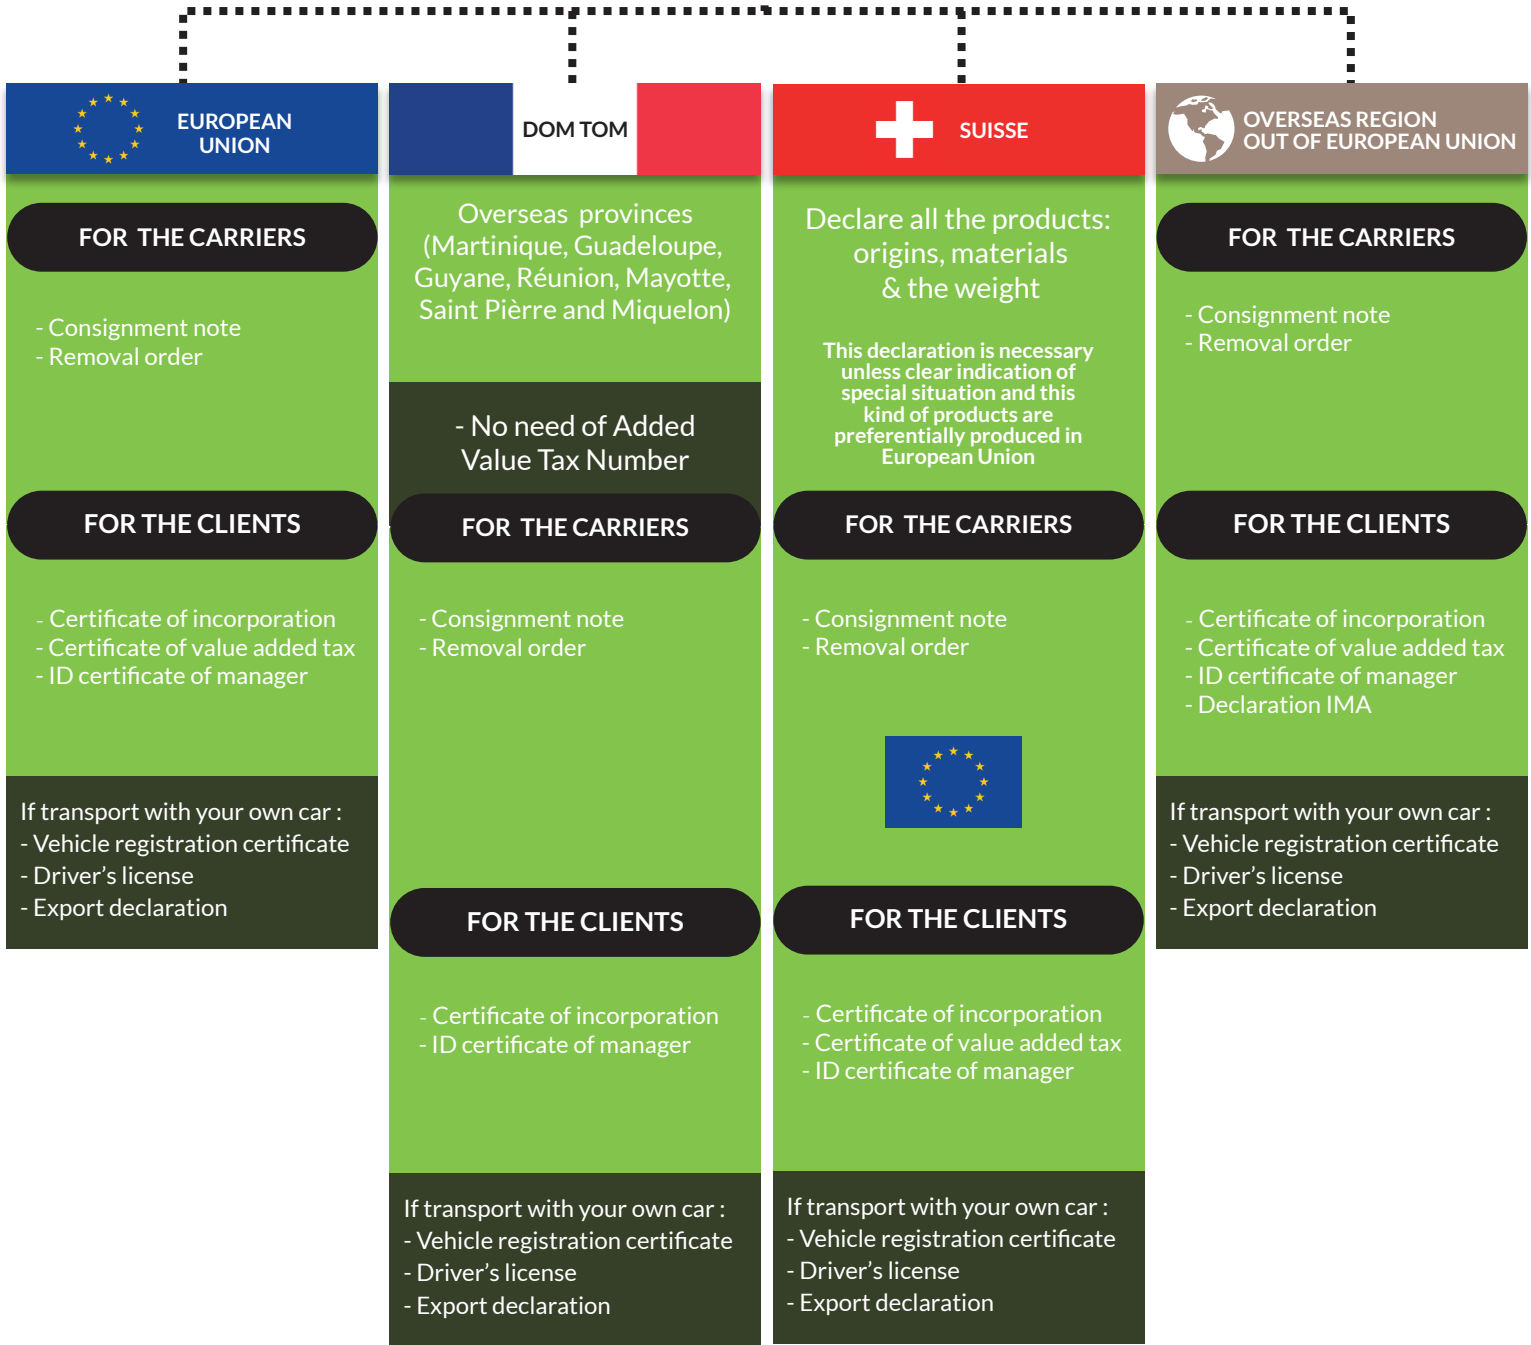 EUROPEAN
UNION
FOR THE CARRIERS
- Consignment note
- Removal order
FOR THE CLIENTS
- Certificate of incorporation
- Certificate of value added tax
- ID certificate of manager
If transport with your own car :
- Vehicle registration certificate
- Driver's license
- Export declaration
DOM TOM
Overseas provinces
(Martinique, Guadeloupe,
Guyane, Réunion, Mayotte,
Saint Pièrre and Miquelon)
- No need of Added
Value Tax Number
FOR THE CARRIERS
- Consignment note
- Removal order
FOR THE CLIENTS
- Certificate of incorporation
- ID certificate of manager
If transport with your own car :
- Vehicle registration certificate
- Driver's license
- Export declaration
SUISSE
Declare all the products:
origins, materials
& the weight
This declaration is necessary
unless clear indication of
special situation and this
kind of products are
preferentially produced in
European Union
FOR THE CARRIERS
- Consignment note
- Removal order
FOR THE CLIENTS
- Certificate of incorporation
- Certificate of value added tax
- ID certificate of manager
If transport with your own car :
- Vehicle registration certificate
- Driver's license
- Export declaration
OVERSEAS REGION
OUT OF EUROPEAN UNION
FOR THE CARRIERS
- Consignment note
- Removal order
FOR THE CLIENTS
- Certificate of incorporation
- Certificate of value added tax
- ID certificate of manager
- Declaration IMA
If transport with your own car :
- Vehicle registration certificate
- Driver's license
- Export declaration